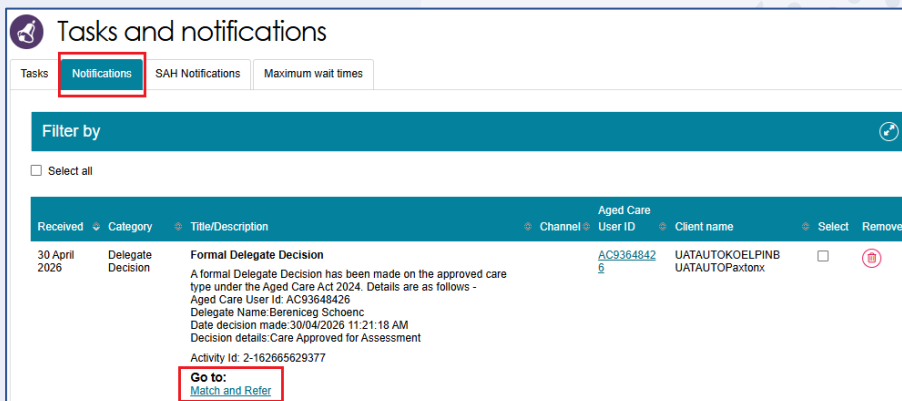 Tasks and notifications
Tasks Notifications SAH Notifications Maximum wait times
Filter by
Select all
Aged Care
Received Category Title/Description Channel User ID Client name Select Remove
30 April Delegate Formal Delegate Decision AC9364842 UATAUTOKOELPINB
2026 Decision 6 UATAUTOPaxtonx
A formal Delegate Decision has been made on the approved care
type under the Aged Care Act 2024. Details are as follows -
Aged Care User Id: AC93648426
Delegate Name:Bereniceg Schoenc
Date decision made:30/04/2026 11:21:18 AM
Decision details:Care Approved for Assessment
Activity Id: 2-162665629377
Go to:
Match and Refer